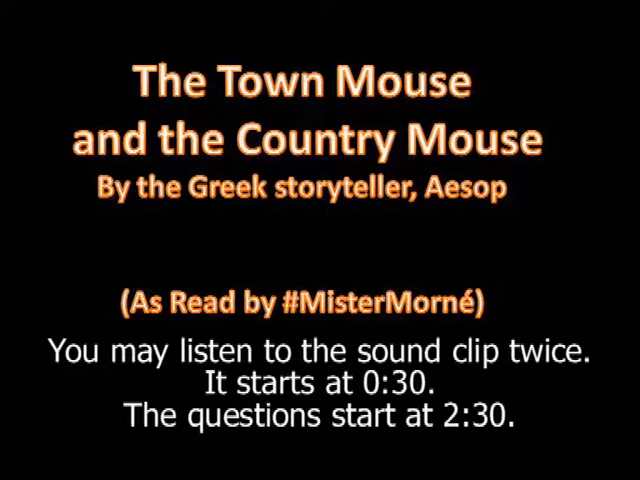 The Town Mouse
and the Country Mouse
By the Greek storyteller, Aesop
(As Read by #MisterMorné)
You may listen to the sound clip twice.
It starts at 0:30.
The questions start at 2:30.